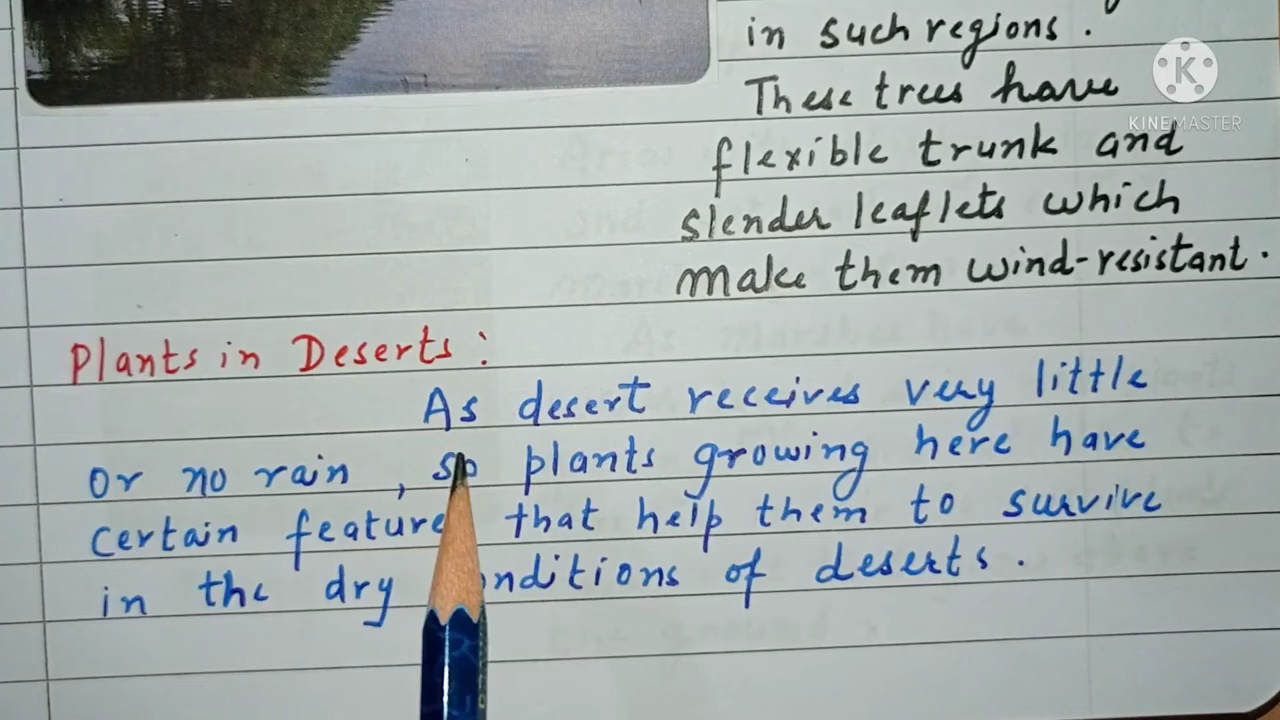 in such regions.
These trees have
flexible trunk and
slender leaflets which
make them wind-resistant.
Plants in Deserts:
As desert receives very little
or no rain, so plants growing here have
certain feature that help them to survive
in the dry of deserts.
K
KINEMASTER